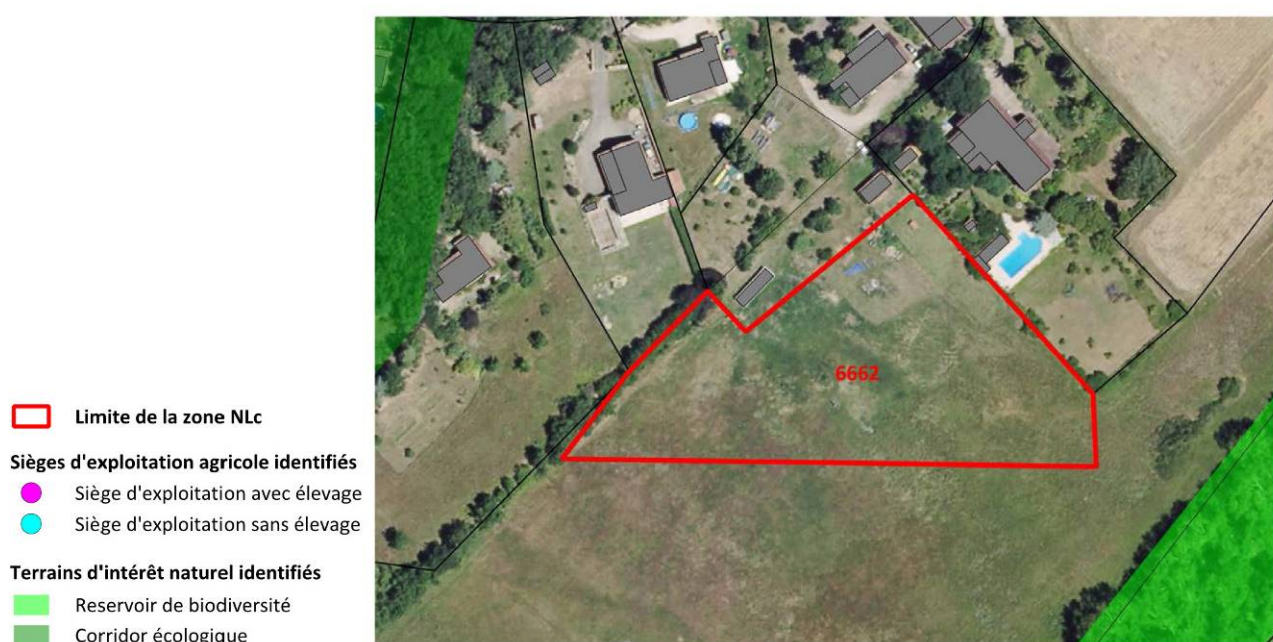 6662
Limite de la zone NLc
Sièges d'exploitation agricole identifiés
Siège d'exploitation avec élevage
Siège d'exploitation sans élevage
Terrains d'intérêt naturel identifiés
Reservoir de biodiversité
Corridor écologique